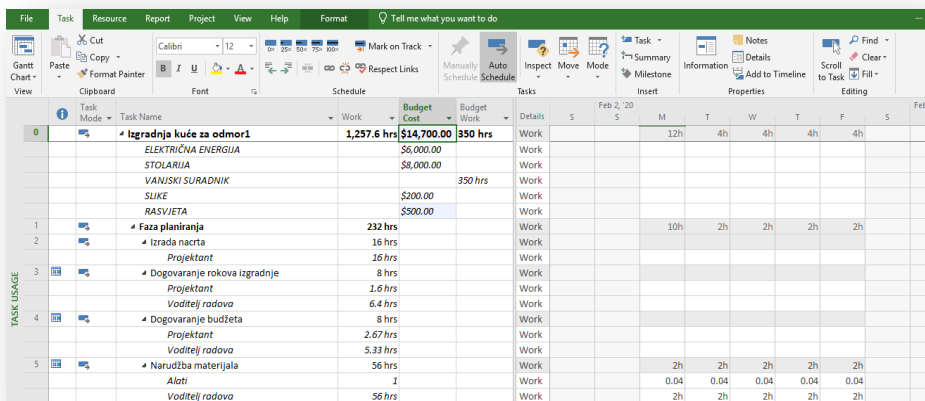 File Task Resource Report Project View Help Format Tell me what you want to do
Gantt Chart
View
Paste
Cut
Copy
Format Painter
Clipboard
Calibri 12
B I U A
Font
0% 25% 50% 75% 100%
Mark on Track
Respect Links
Schedule
Manually Schedule
Auto Schedule
Inspect
Move
Mode
Tasks
Task
Summary
Milestone
Insert
Information
Notes
Details
Add to Timeline
Properties
Scroll to Task
Find
Clear
Fill
Editing
Task Mode Task Name Work Budget Cost Budget Work Details Feb 2, '20 Fe
S S M T W T F S
TASK USAGE
0 Izgradnja kuće za odmor1 1,257.6 hrs $14,700.00 350 hrs Work 12h 4h 4h 4h 4h
ELEKTRIČNA ENERGIJA $6,000.00 Work
STOLARIJA $8,000.00 Work
VANJSKI SURADNIK 350 hrs Work
SLIKE $200.00 Work
RASVJETA $500.00 Work
1 Faza planiranja 232 hrs Work 10h 2h 2h 2h 2h
2 Izrada nacrta 16 hrs Work
Projektant 16 hrs Work
3 Dogovaranje rokova izgradnje 8 hrs Work
Projektant 1.6 hrs Work
Voditelj radova 6.4 hrs Work
4 Dogovaranje budžeta 8 hrs Work
Projektant 2.67 hrs Work
Voditelj radova 5.33 hrs Work
5 Narudžba materijala 56 hrs Work 2h 2h 2h 2h 2h
Alati 1 Work 0.04 0.04 0.04 0.04 0.04
Voditelj radova 56 hrs Work 2h 2h 2h 2h 2h